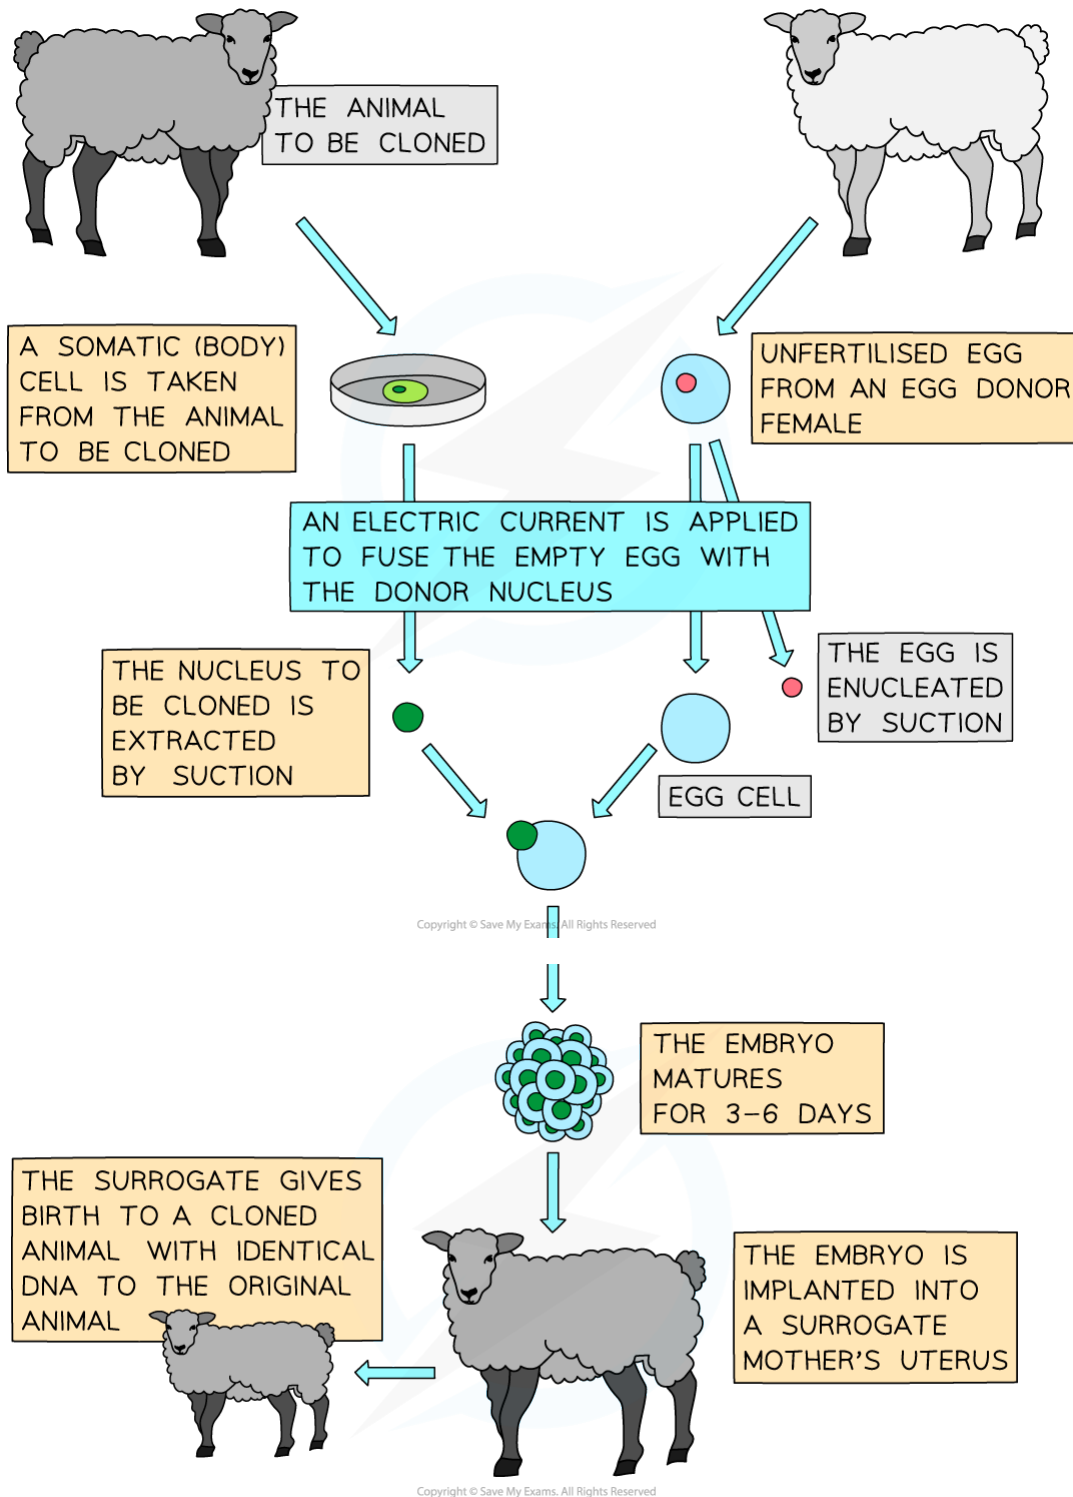 THE ANIMAL
TO BE CLONED
A SOMATIC (BODY)
CELL IS TAKEN
FROM THE ANIMAL
TO BE CLONED
UNFERTILISED EGG
FROM AN EGG DONOR
FEMALE
AN ELECTRIC CURRENT IS APPLIED
TO FUSE THE EMPTY EGG WITH
THE DONOR NUCLEUS
THE NUCLEUS TO
BE CLONED IS
EXTRACTED
BY SUCTION
THE EGG IS
ENUCLEATED
BY SUCTION
EGG CELL
Copyright © Save My Exams. All Rights Reserved
THE EMBRYO
MATURES
FOR 3-6 DAYS
THE SURROGATE GIVES
BIRTH TO A CLONED
ANIMAL WITH IDENTICAL
DNA TO THE ORIGINAL
ANIMAL
THE EMBRYO IS
IMPLANTED INTO
A SURROGATE
MOTHER'S UTERUS
Copyright © Save My Exams. All Rights Reserved